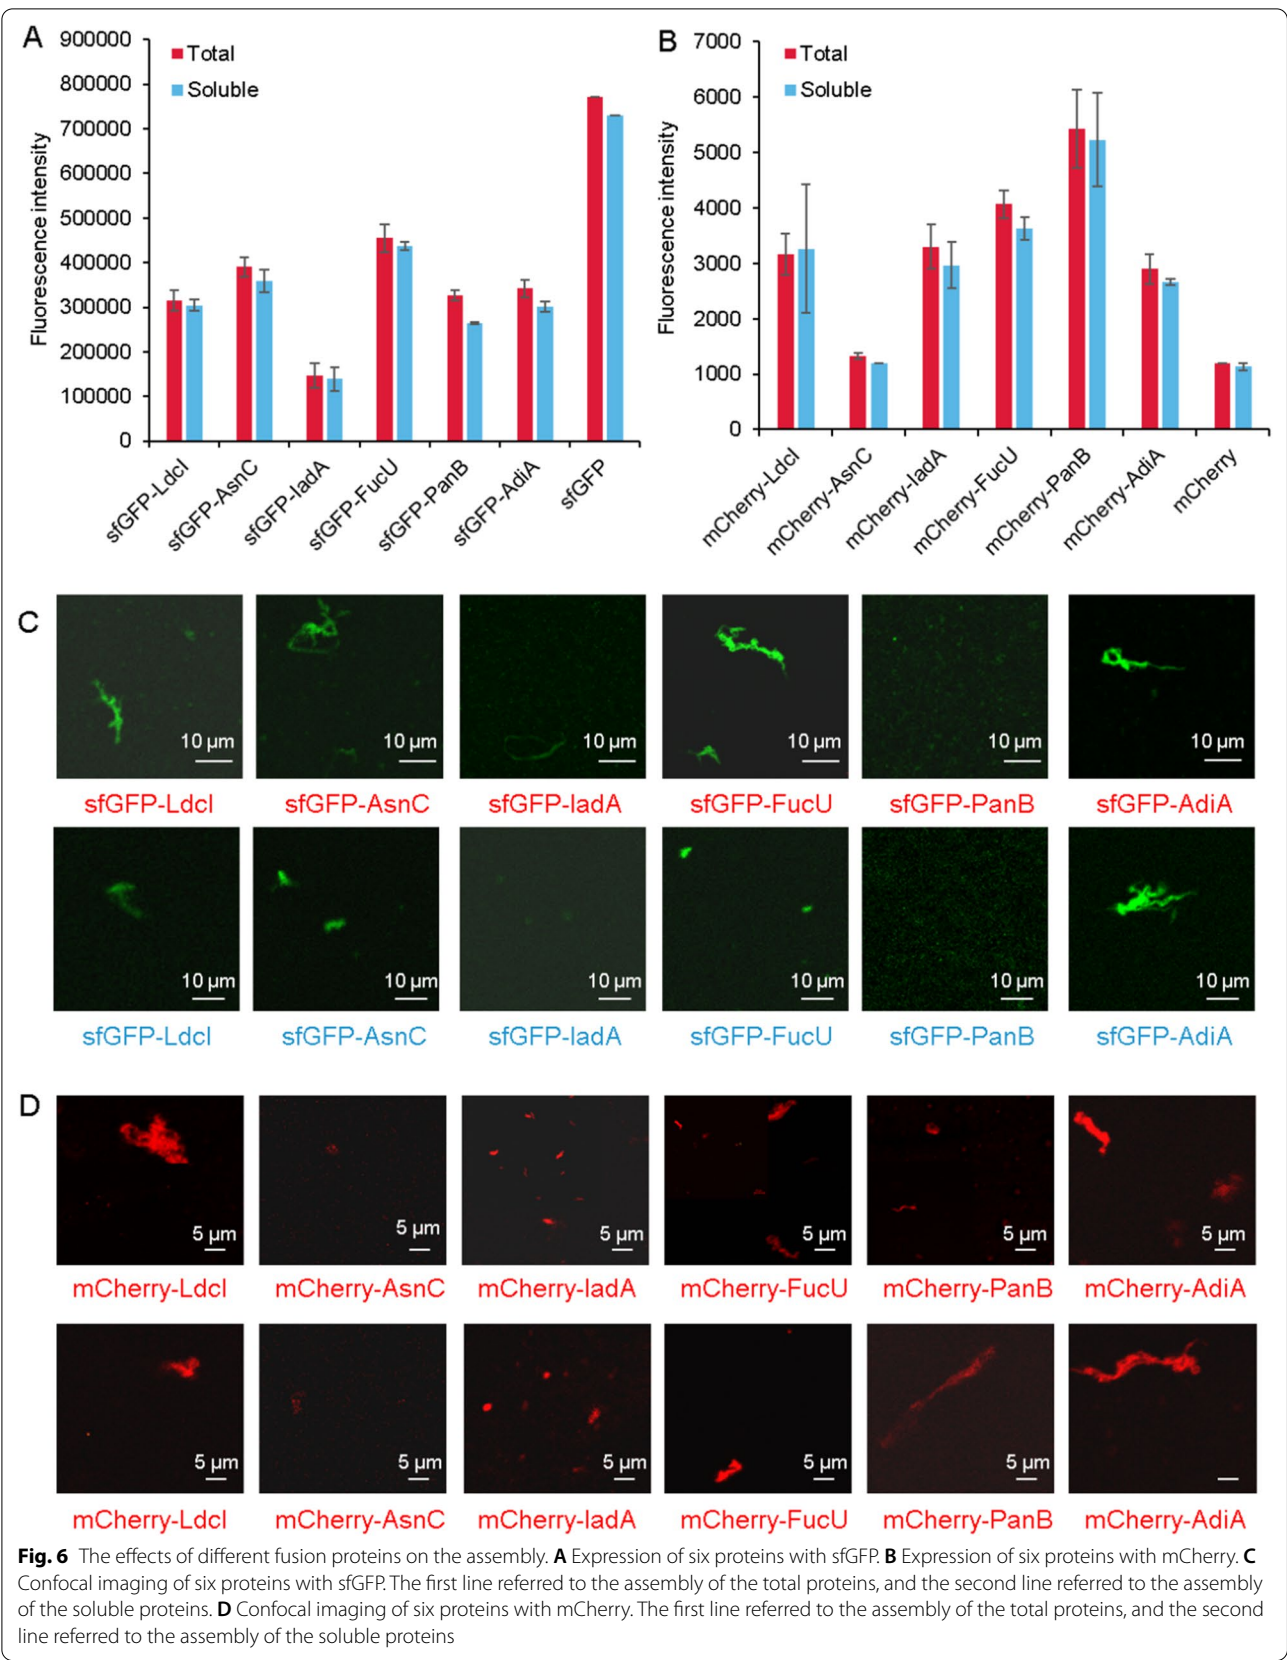 A
900000
800000
700000
600000
500000
400000
300000
200000
100000
0
Fluorescence intensity
Total
Soluble
sfGFP-LdcI
sfGFP-AsnC
sfGFP-IadA
sfGFP-FucU
sfGFP-PanB
sfGFP-AdiA
sfGFP
B
7000
6000
5000
4000
3000
2000
1000
0
Fluorescence intensity
Total
Soluble
mCherry-LdcI
mCherry-AsnC
mCherry-IadA
mCherry-FucU
mCherry-PanB
mCherry-AdiA
mCherry
C
10 µm 10 µm 10 µm 10 µm 10 µm 10 µm
sfGFP-LdcI sfGFP-AsnC sfGFP-IadA sfGFP-FucU sfGFP-PanB sfGFP-AdiA
10 µm 10 µm 10 µm 10 µm 10 µm 10 µm
sfGFP-LdcI sfGFP-AsnC sfGFP-IadA sfGFP-FucU sfGFP-PanB sfGFP-AdiA
D
5 µm 5 µm 5 µm 5 µm 5 µm 5 µm
mCherry-LdcI mCherry-AsnC mCherry-IadA mCherry-FucU mCherry-PanB mCherry-AdiA
5 µm 5 µm 5 µm 5 µm 5 µm
mCherry-LdcI mCherry-AsnC mCherry-IadA mCherry-FucU mCherry-PanB mCherry-AdiA
Fig. 6 The effects of different fusion proteins on the assembly. A Expression of six proteins with sfGFP. B Expression of six proteins with mCherry. C
Confocal imaging of six proteins with sfGFP. The first line referred to the assembly of the total proteins, and the second line referred to the assembly
of the soluble proteins. D Confocal imaging of six proteins with mCherry. The first line referred to the assembly of the total proteins, and the second
line referred to the assembly of the soluble proteins